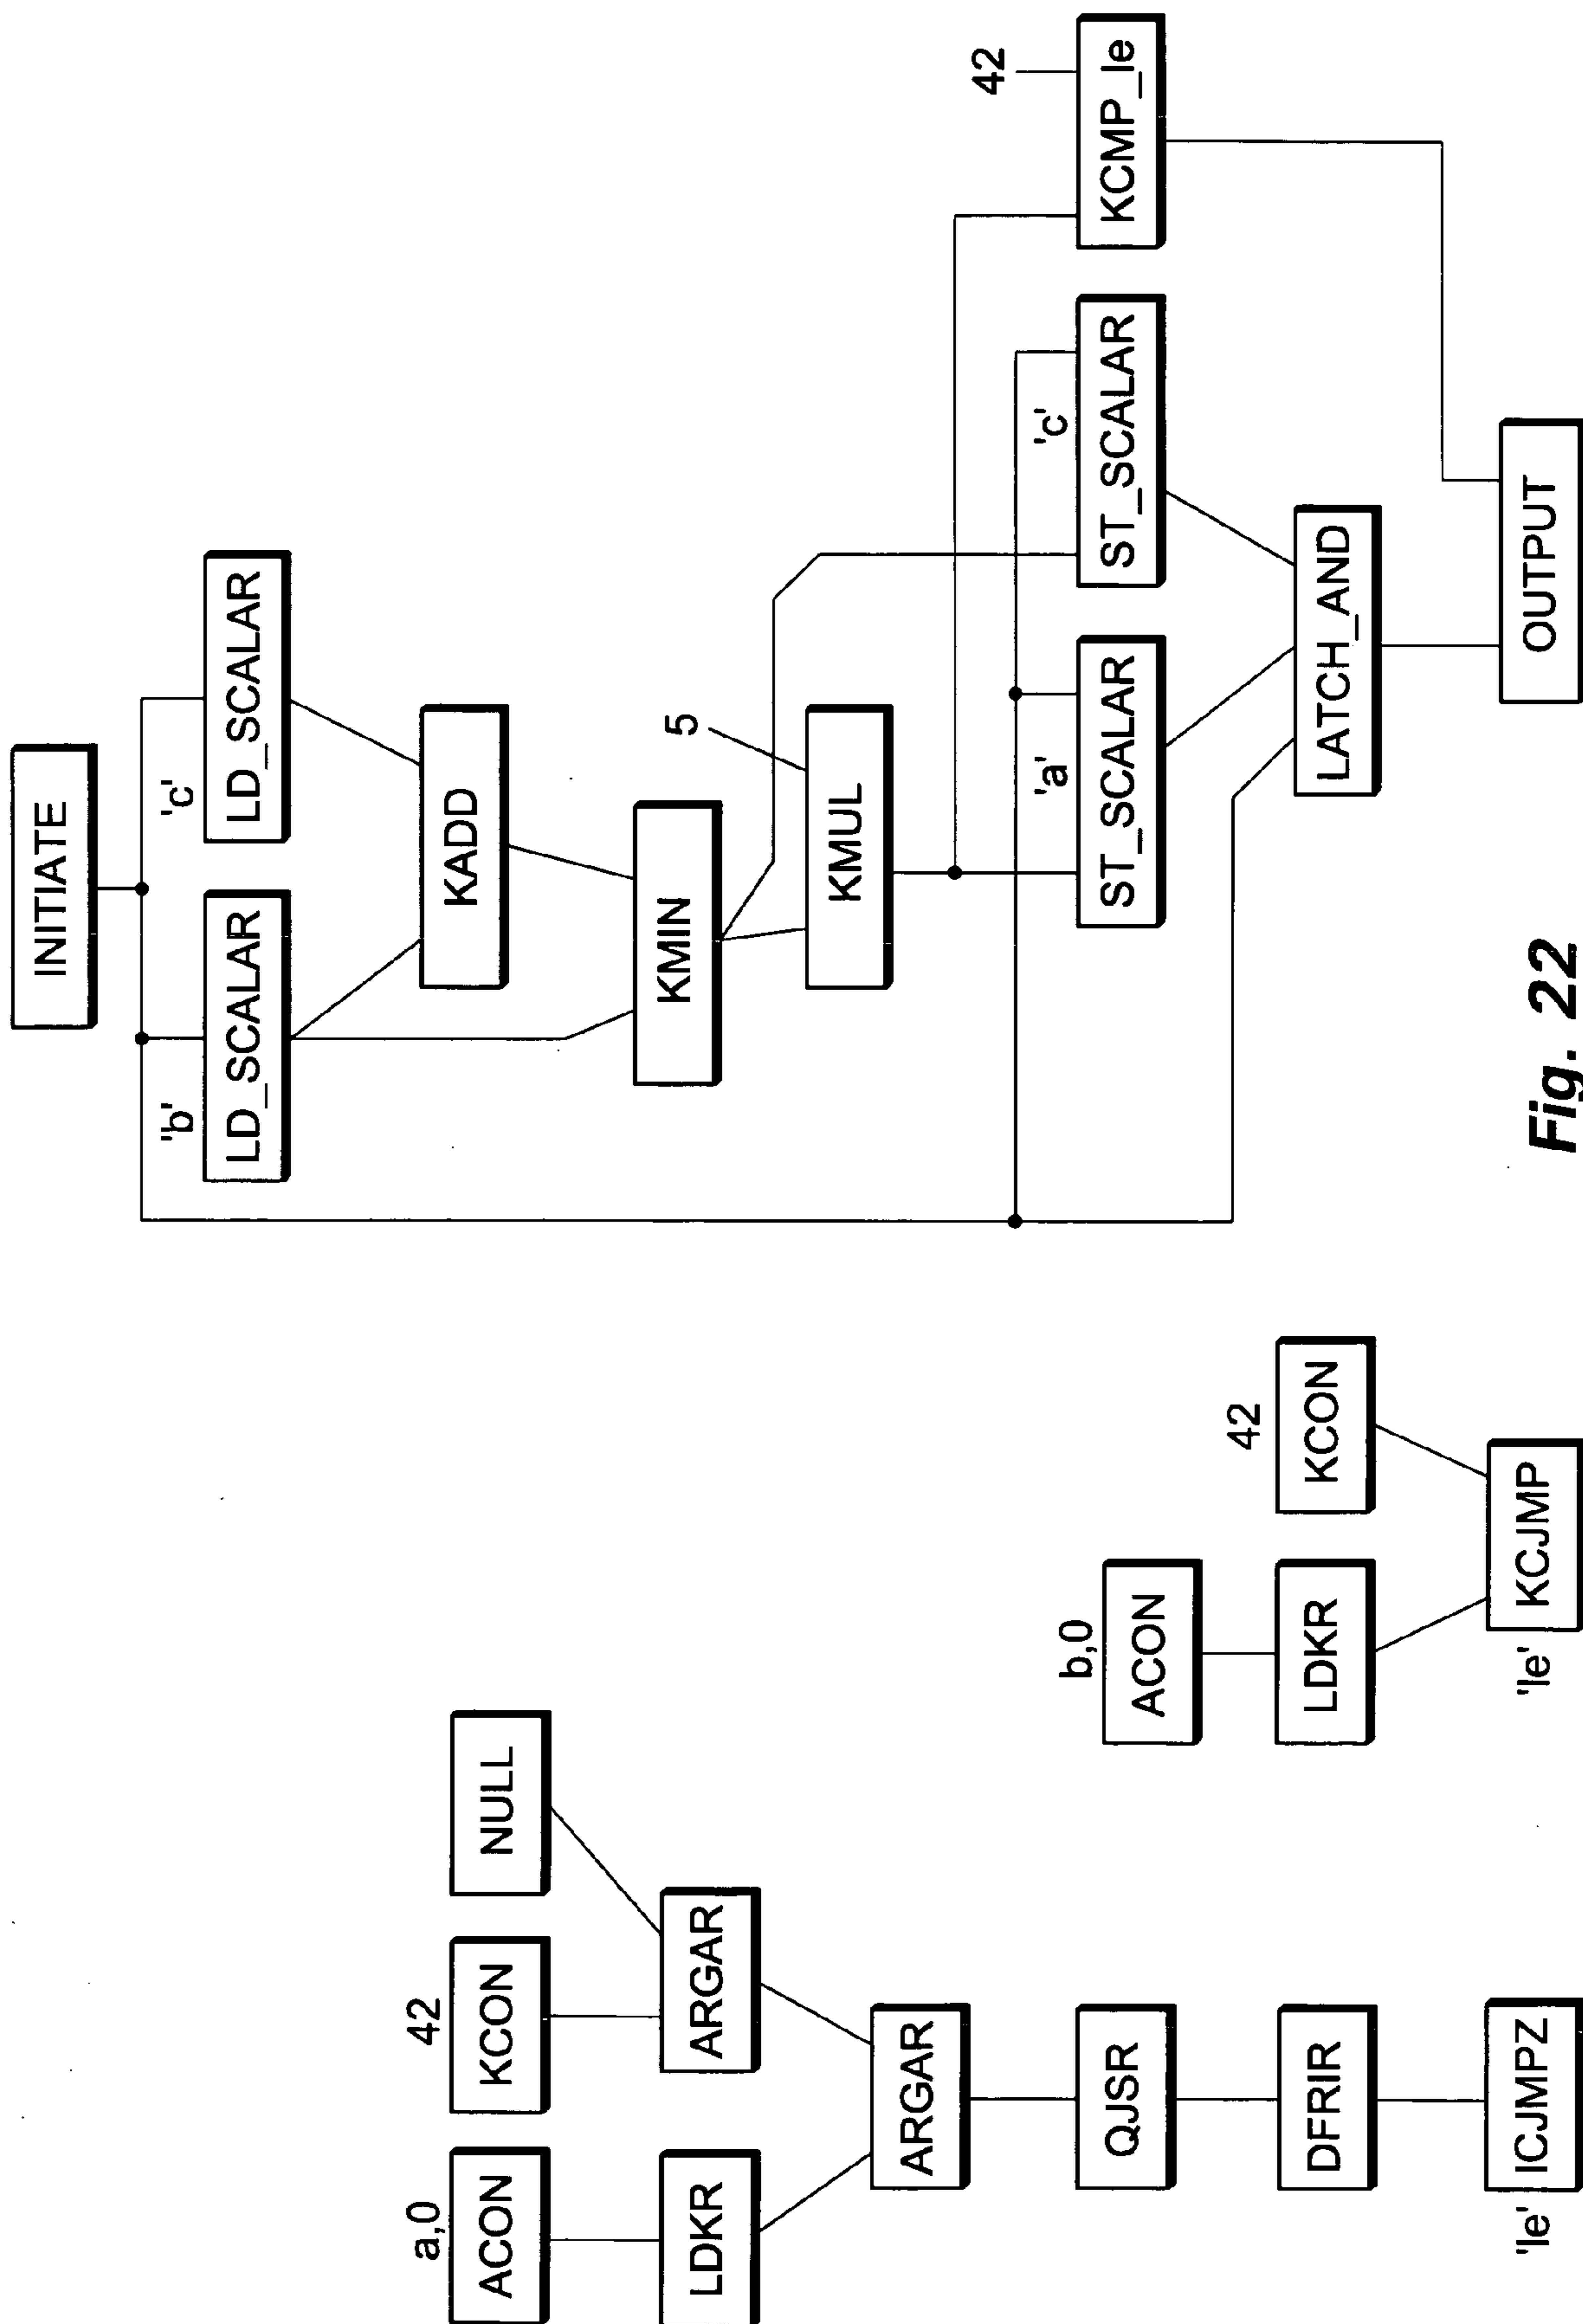 INITIATE
'b'
'c'
LD_SCALAR
LD_SCALAR
KADD
KMIN
5
KMUL
42
'a'
'c'
ST_SCALAR
ST_SCALAR
KCMP_le
LATCH_AND
OUTPUT
Fig. 22
a,0
42
ACON
KCON
NULL
LDKR
ARGAR
ARGAR
QJSR
DFRIR
'le'
ICJMPZ
b,0
ACON
42
LDKR
KCON
'le'
KCJMP